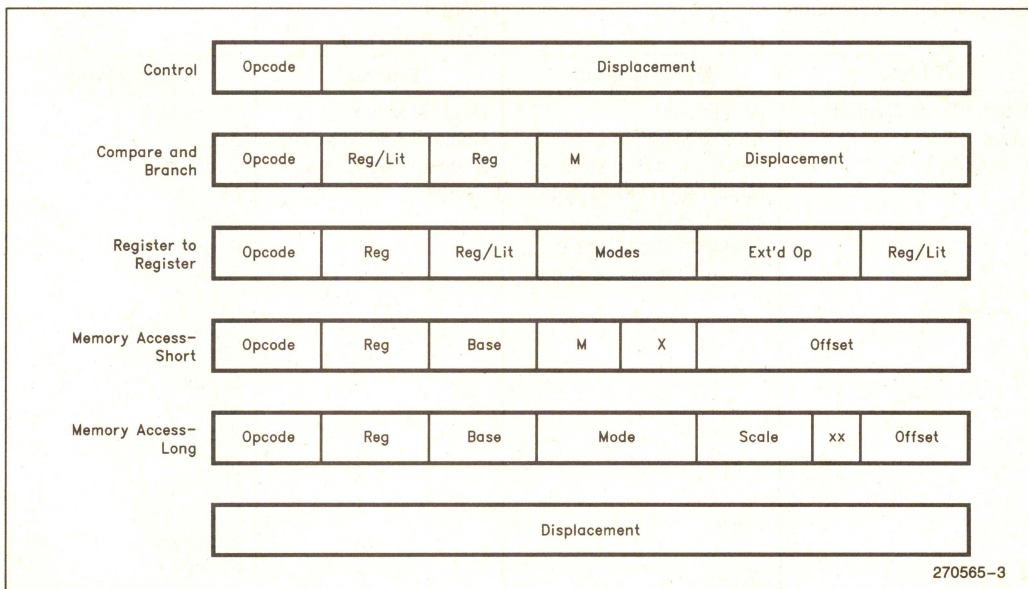 Control
Opcode Displacement
Compare and
Branch
Opcode Reg/Lit Reg M Displacement
Register to
Register
Opcode Reg Reg/Lit Modes Ext'd Op Reg/Lit
Memory Access–
Short
Opcode Reg Base M X Offset
Memory Access–
Long
Opcode Reg Base Mode Scale xx Offset
Displacement
270565–3